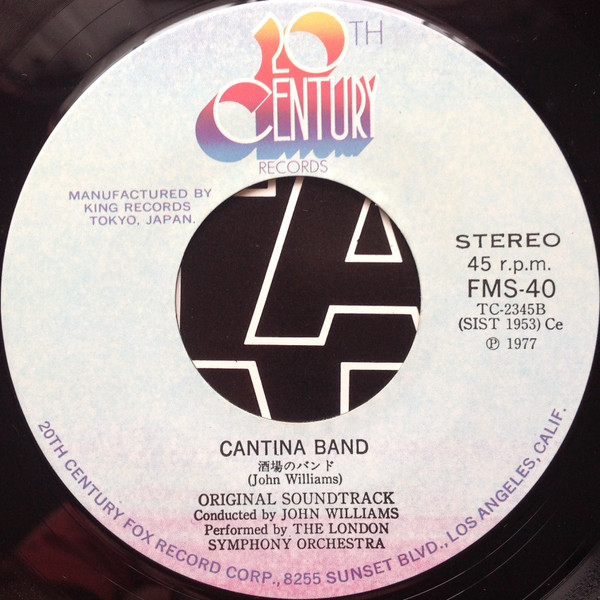 20TH
CENTURY
RECORDS
MANUFACTURED BY
KING RECORDS
TOKYO, JAPAN.
STEREO
45 r.p.m.
FMS-40
TC-2345B
(SIST 1953) Ce
Ⓟ 1977
CANTINA BAND
酒場のバンド
(John Williams)
ORIGINAL SOUNDTRACK
Conducted by JOHN WILLIAMS
Performed by THE LONDON
SYMPHONY ORCHESTRA
20TH CENTURY FOX RECORD CORP., 8255 SUNSET BLVD., LOS ANGELES, CALIF.